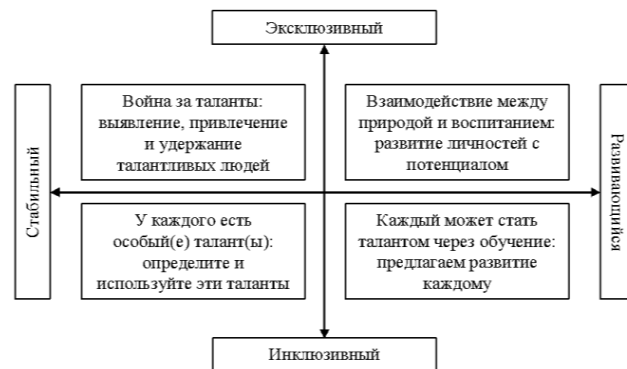 Эксклюзивный
Стабильный
Война за таланты:
выявление, привлечение
и удержание
талантливых людей
Взаимодействие между
природой и воспитанием:
развитие личностей с
потенциалом
Развивающийся
У каждого есть
особый(е) талант(ы):
определите и
используйте эти таланты
Каждый может стать
талантом через обучение:
предлагаем развитие
каждому
Инклюзивный